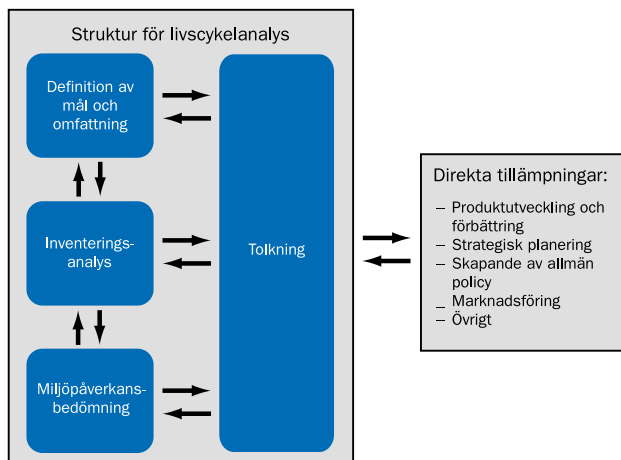 Struktur för livscykelanalys
Definition av
mål och
omfattning
Inventerings-
analys
Miljöpåverkans-
bedömning
Tolkning
Direkta tillämpningar:
– Produktutveckling och
förbättring
– Strategisk planering
– Skapande av allmän
policy
_ Marknadsföring
– Övrigt